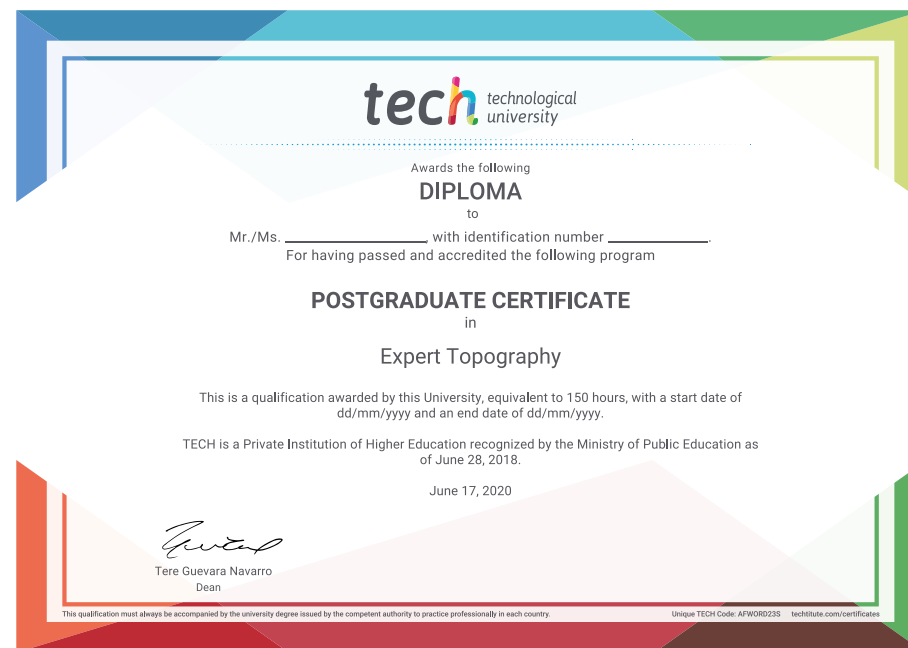 tech technological
university
Awards the following
DIPLOMA
to
Mr./Ms. ____________, with identification number ____________.
For having passed and accredited the following program
POSTGRADUATE CERTIFICATE
in
Expert Topography
This is a qualification awarded by this University, equivalent to 150 hours, with a start date of
dd/mm/yyyy and an end date of dd/mm/yyyy.
TECH is a Private Institution of Higher Education recognized by the Ministry of Public Education as
of June 28, 2018.
June 17, 2020
Tere Guevara Navarro
Dean
This qualification must always be accompanied by the university degree issued by the competent authority to practice professionally in each country. Unique TECH Code: AFWORD23S techtitute.com/certificates